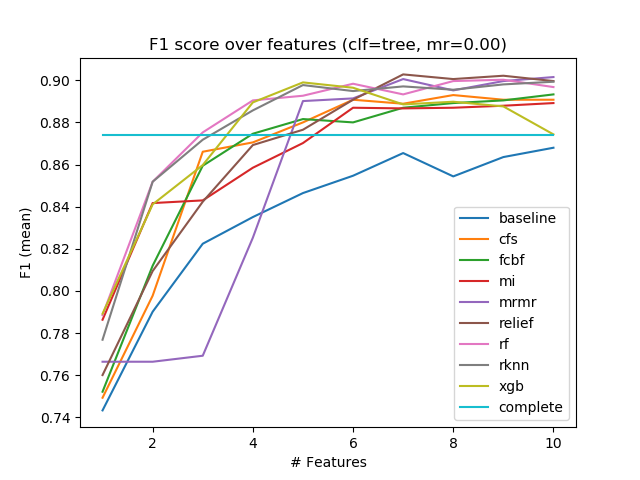 F1 score over features (clf=tree, mr=0.00)
F1 (mean)
0.90
0.88
0.86
0.84
0.82
0.80
0.78
0.76
0.74
baseline
cfs
fcbf
mi
mrmr
relief
rf
rknn
xgb
complete
2 4 6 8 10
# Features